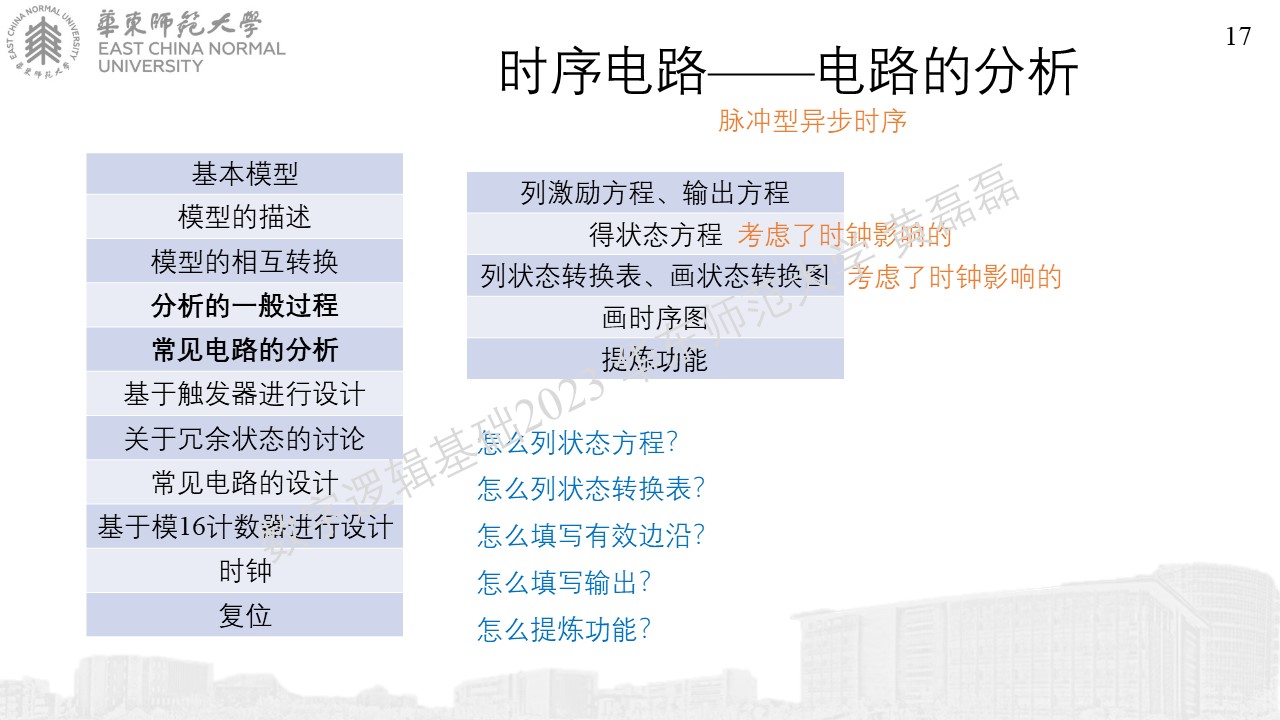 華東師範大學
EAST CHINA NORMAL
UNIVERSITY
EAST CHINA NORMAL UNIVERSITY
華東师范大学
17
时序电路——电路的分析
脉冲型异步时序
基本模型
模型的描述
模型的相互转换
分析的一般过程
常见电路的分析
基于触发器进行设计
关于冗余状态的讨论
常见电路的设计
基于模16计数器进行设计
时钟
复位
列激励方程、输出方程
得状态方程 考虑了时钟影响的
列状态转换表、画状态转换图 考虑了时钟影响的
画时序图
提炼功能
怎么列状态方程?
怎么列状态转换表?
怎么填写有效边沿?
怎么填写输出?
怎么提炼功能?
数字逻辑基础2023 华东师范大学 黄磊磊